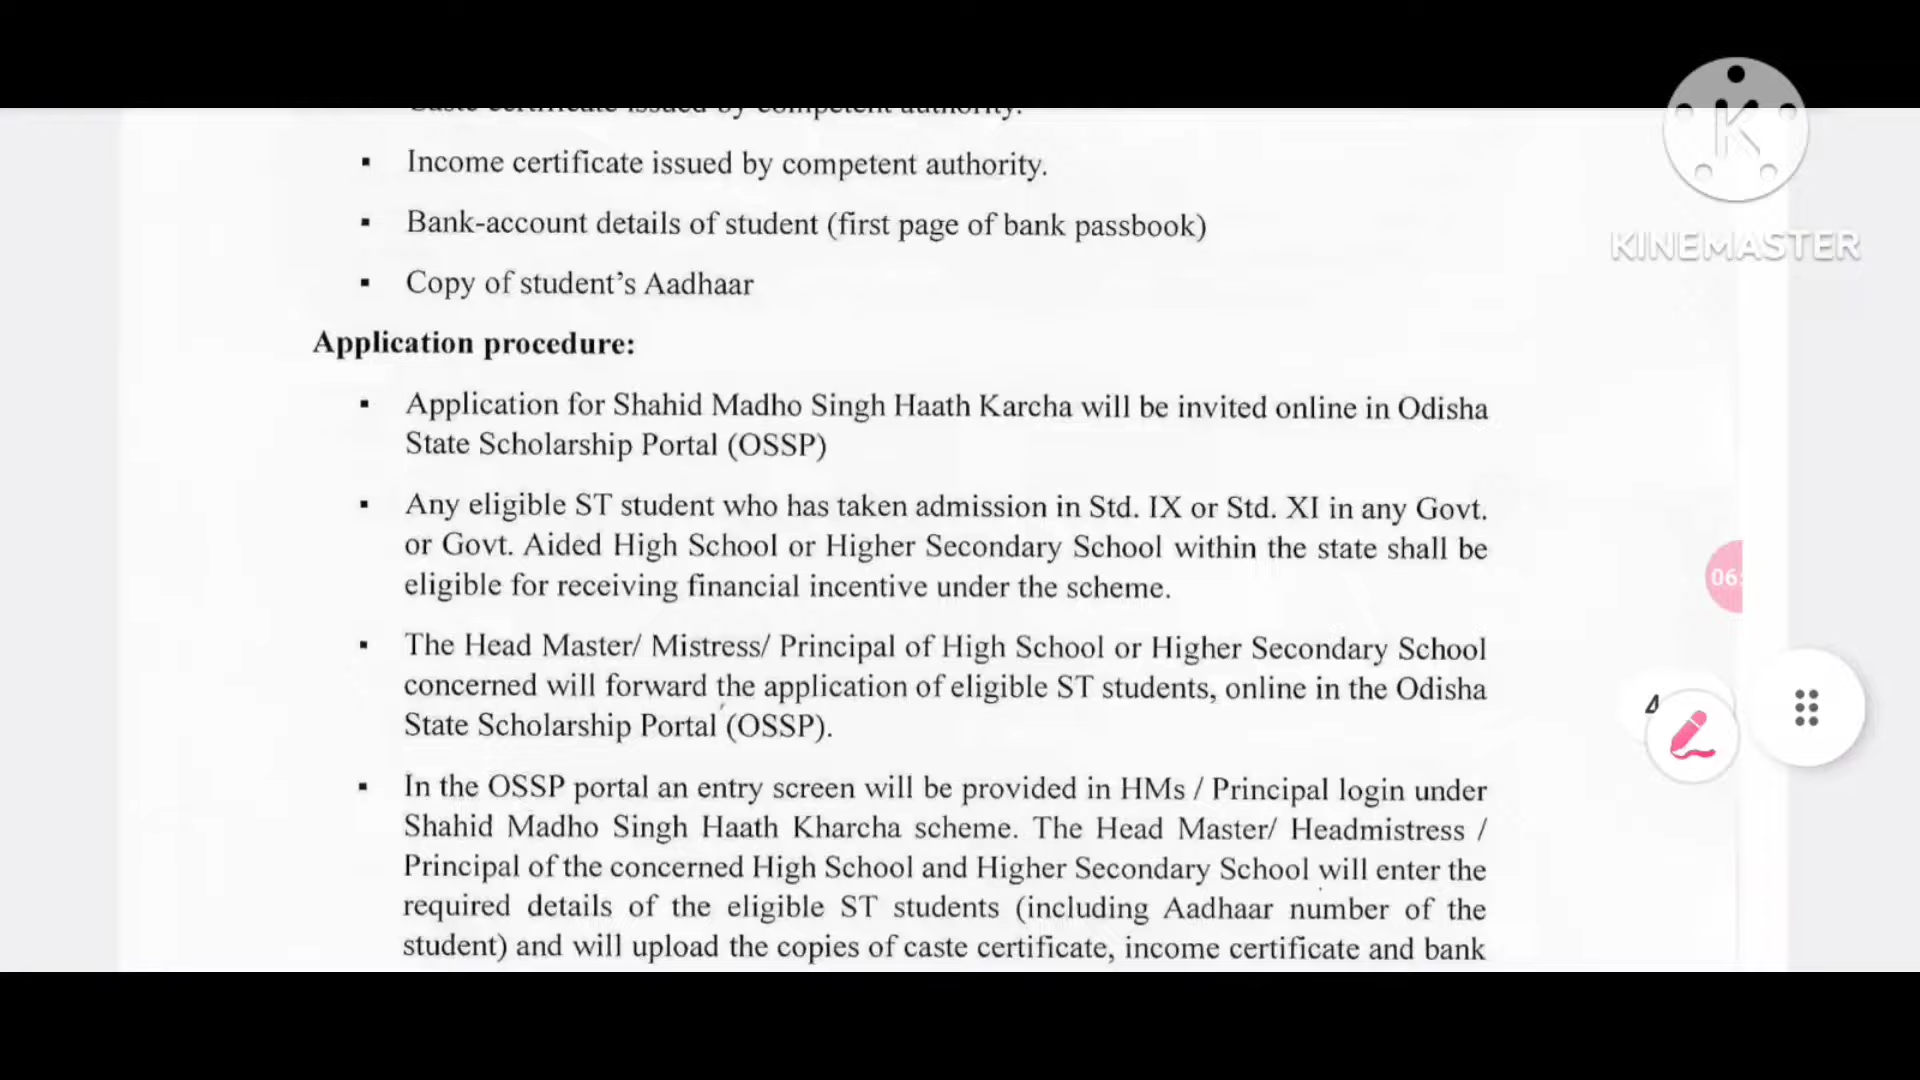 Caste certificate issued by competent authority.
▪ Income certificate issued by competent authority.
▪ Bank-account details of student (first page of bank passbook)
▪ Copy of student's Aadhaar
Application procedure:
▪ Application for Shahid Madho Singh Haath Karcha will be invited online in Odisha
State Scholarship Portal (OSSP)
▪ Any eligible ST student who has taken admission in Std. IX or Std. XI in any Govt.
or Govt. Aided High School or Higher Secondary School within the state shall be
eligible for receiving financial incentive under the scheme.
▪ The Head Master/ Mistress/ Principal of High School or Higher Secondary School
concerned will forward the application of eligible ST students, online in the Odisha
State Scholarship Portal (OSSP).
▪ In the OSSP portal an entry screen will be provided in HMs / Principal login under
Shahid Madho Singh Haath Kharcha scheme. The Head Master/ Headmistress /
Principal of the concerned High School and Higher Secondary School will enter the
required details of the eligible ST students (including Aadhaar number of the
student) and will upload the copies of caste certificate, income certificate and bank
K
KINEMASTER
06: